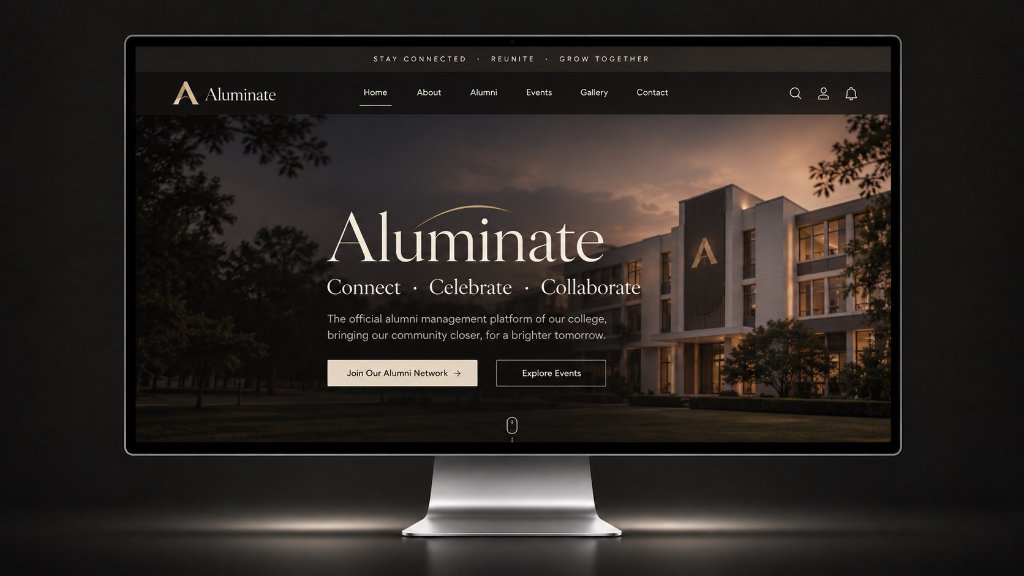 STAY CONNECTED · REUNITE · GROW TOGETHER
Aluminate
Home About Alumni Events Gallery Contact
Aluminate
Connect · Celebrate · Collaborate
The official alumni management platform of our college,
bringing our community closer, for a brighter tomorrow.
Join Our Alumni Network → Explore Events